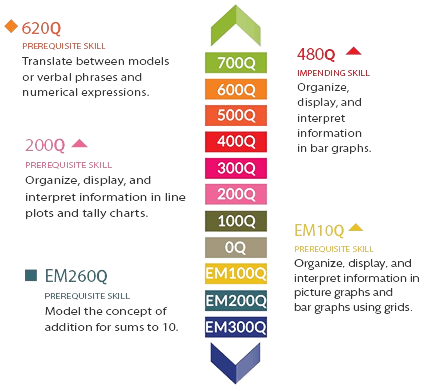 620Q
PREREQUISITE SKILL
Translate between models
or verbal phrases and
numerical expressions.
200Q
PREREQUISITE SKILL
Organize, display, and
interpret information in line
plots and tally charts.
EM260Q
PREREQUISITE SKILL
Model the concept of
addition for sums to 10.
700Q
600Q
500Q
400Q
300Q
200Q
100Q
0Q
EM100Q
EM200Q
EM300Q
480Q
IMPENDING SKILL
Organize,
display, and
interpret
information
in bar graphs.
EM10Q
PREREQUISITE SKILL
Organize, display, and
interpret information in
picture graphs and
bar graphs using grids.